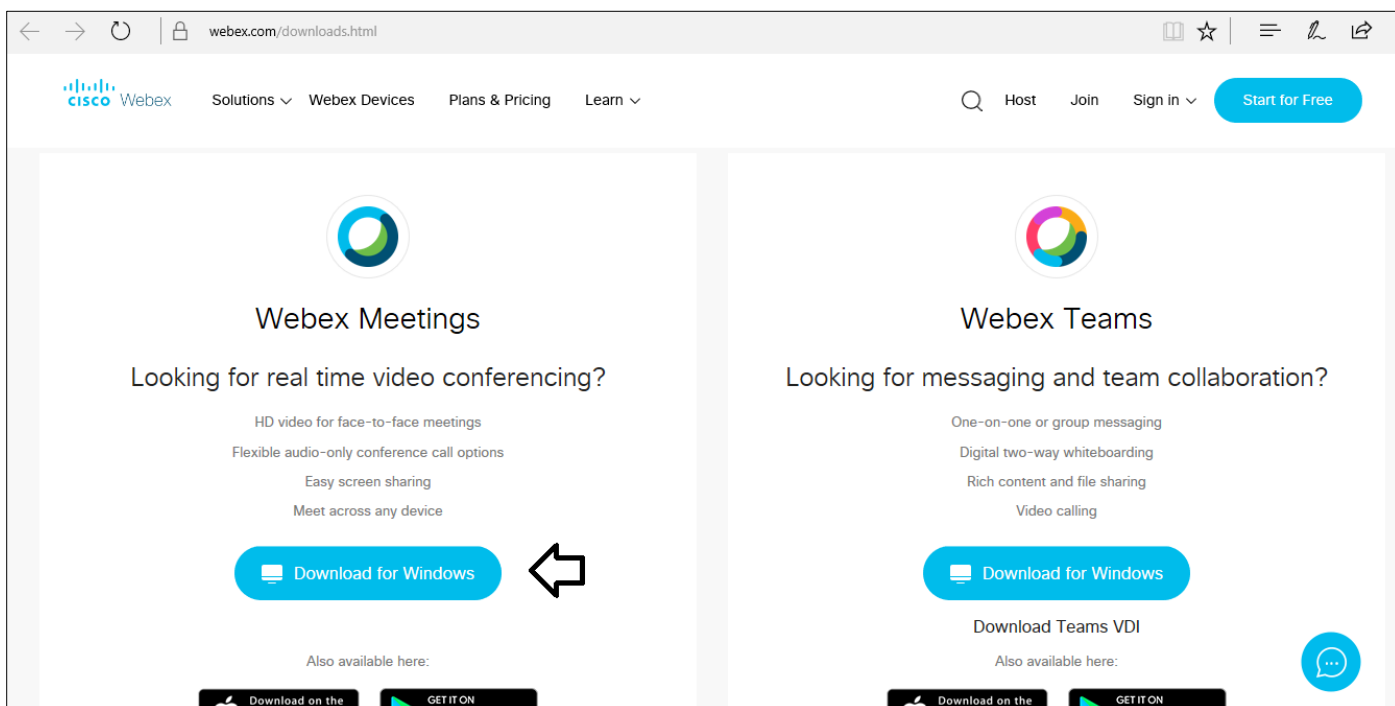 webex.com/downloads.html
CISCO Webex Solutions Webex Devices Plans & Pricing Learn Host Join Sign in Start for Free
Webex Meetings
Looking for real time video conferencing?
HD video for face-to-face meetings
Flexible audio-only conference call options
Easy screen sharing
Meet across any device
Download for Windows
Also available here:
Download on the
GET IT ON
Webex Teams
Looking for messaging and team collaboration?
One-on-one or group messaging
Digital two-way whiteboarding
Rich content and file sharing
Video calling
Download for Windows
Download Teams VDI
Also available here:
Download on the
GET IT ON